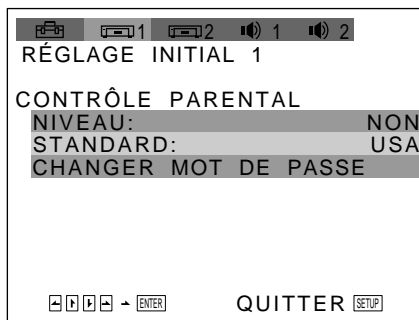 1 2 1 2
RÉGLAGE INITIAL 1
CONTRÔLE PARENTAL
NIVEAU: NON
STANDARD: USA
CHANGER MOT DE PASSE
ENTER QUITTER SETUP